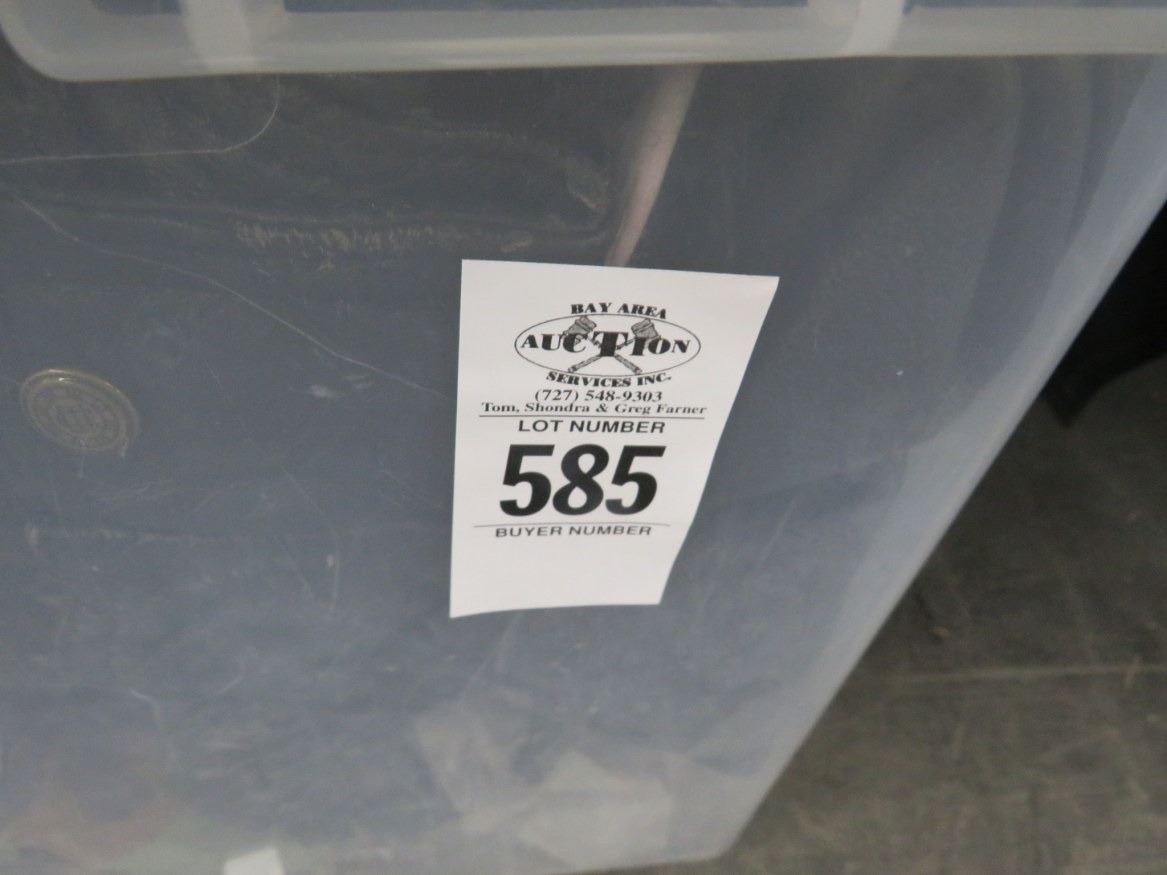 BAY AREA
AUCTION
SERVICES INC.
(727) 548-9303
Tom, Shondra & Greg Farner
LOT NUMBER
585
BUYER NUMBER